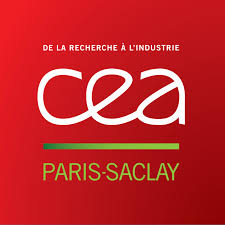 DE LA RECHERCHE À L'INDUSTRIE
cea
PARIS-SACLAY